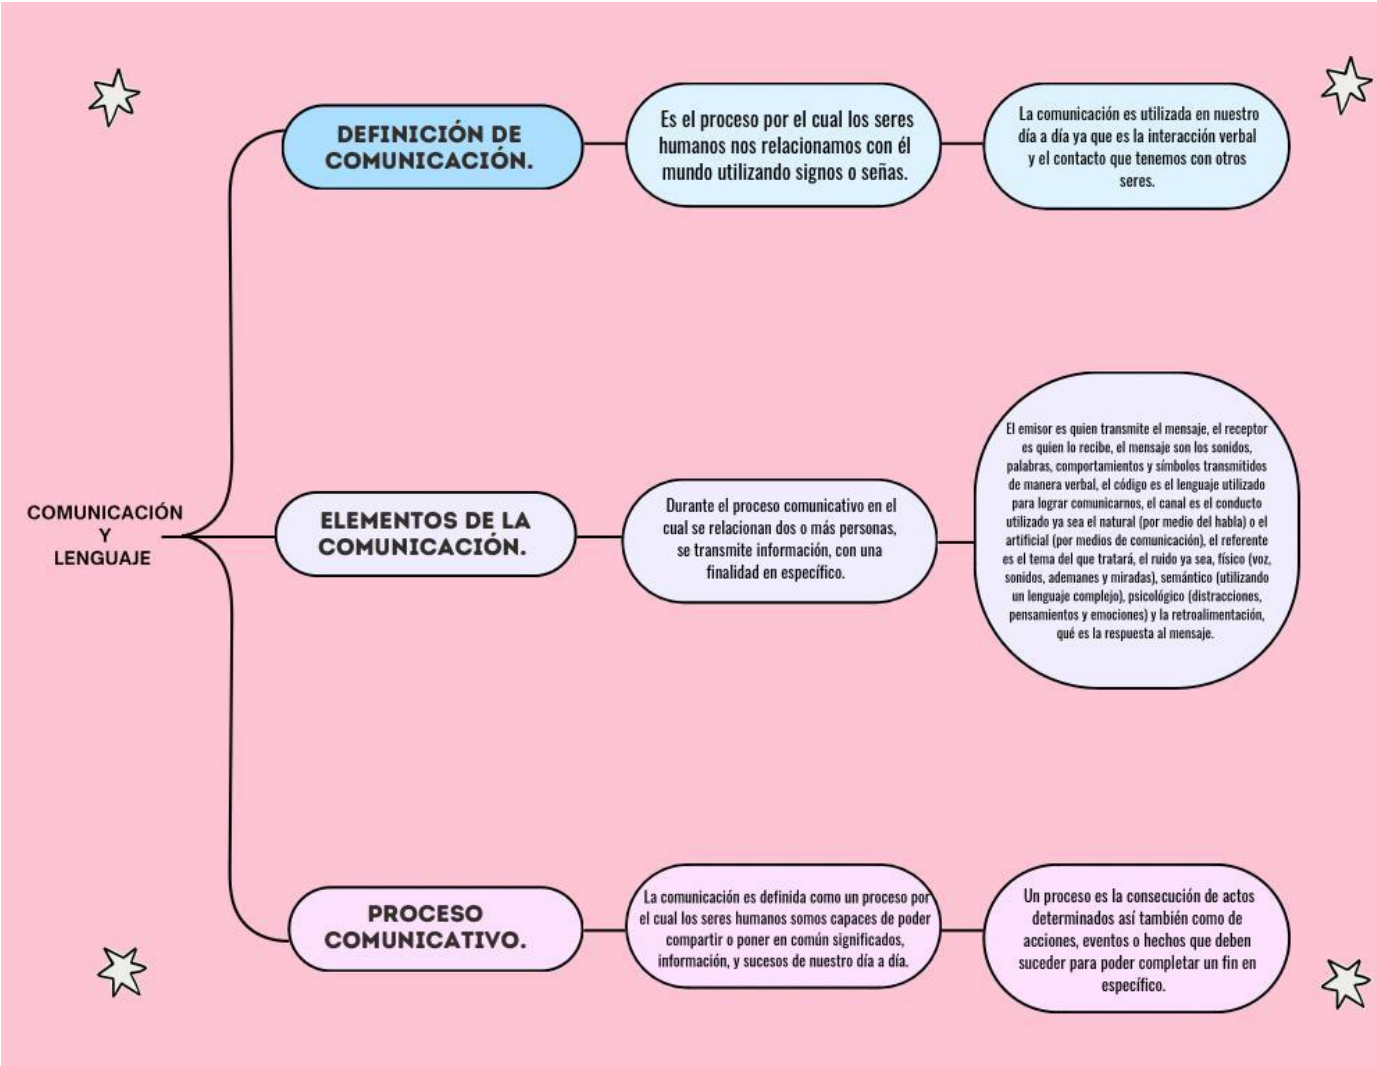 DEFINICIÓN DE
COMUNICACIÓN.
Es el proceso por el cual los seres
humanos nos relacionamos con él
mundo utilizando signos o señas.
La comunicación es utilizada en nuestro
día a día ya que es la interacción verbal
y el contacto que tenemos con otros
seres.
COMUNICACIÓN
Y
LENGUAJE
ELEMENTOS DE LA
COMUNICACIÓN.
Durante el proceso comunicativo en el
cual se relacionan dos o más personas,
se transmite información, con una
finalidad en específico.
El emisor es quien transmite el mensaje, el receptor
es quien lo recibe, el mensaje son los sonidos,
palabras, comportamientos y símbolos transmitidos
de manera verbal, el código es el lenguaje utilizado
para lograr comunicarnos, el canal es el conducto
utilizado ya sea el natural (por medio del habla) o el
artificial (por medios de comunicación), el referente
es el tema del que tratará, el ruido ya sea, físico (voz,
sonidos, ademanes y miradas), semántico (utilizando
un lenguaje complejo), psicológico (distracciones,
pensamientos y emociones) y la retroalimentación,
qué es la respuesta al mensaje.
PROCESO
COMUNICATIVO.
La comunicación es definida como un proceso por
el cual los seres humanos somos capaces de poder
compartir o poner en común significados,
información, y sucesos de nuestro día a día.
Un proceso es la consecución de actos
determinados así también como de
acciones, eventos o hechos que deben
suceder para poder completar un fin en
específico.